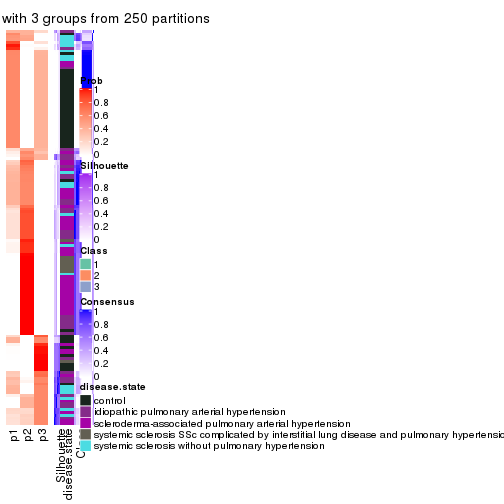 with 3 groups from 250 partitions
Prob
1
0.8
0.6
0.4
0.2
0
Silhouette
1
0.8
0.6
0.4
0.2
0
Class
1
2
3
Consensus
1
0.8
0.6
0.4
0.2
0
disease.state
control
idiopathic pulmonary arterial hypertension
scleroderma-associated pulmonary arterial hypertension
systemic sclerosis SSc complicated by interstitial lung disease and pulmonary hypertensio
systemic sclerosis without pulmonary hypertension
p1
p2
p3
Silhouette
disease.state